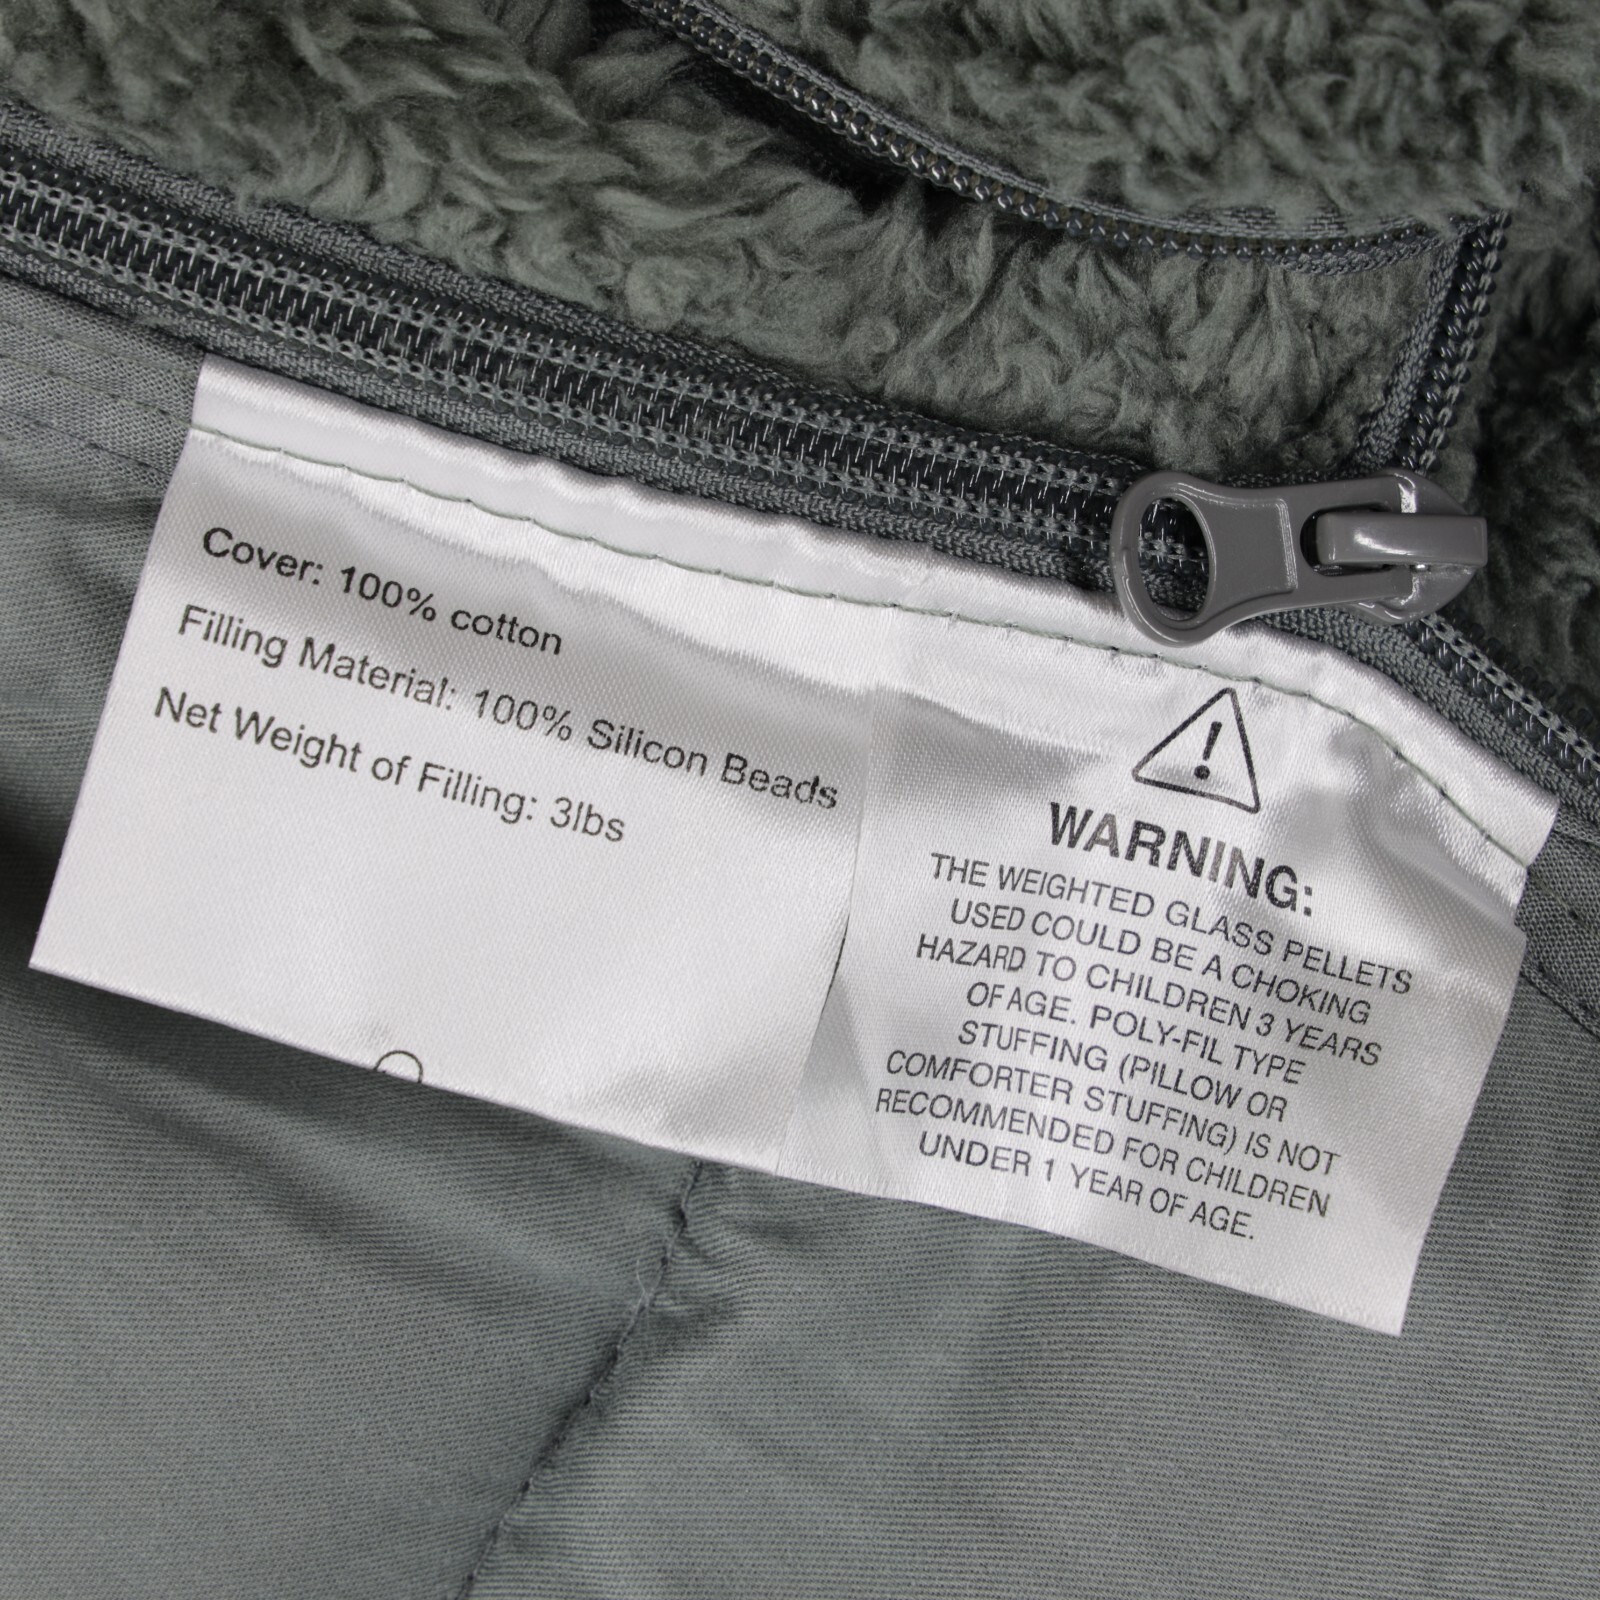 Cover: 100% cotton
Filling Material: 100% Silicon Beads
Net Weight of Filling: 3lbs
WARNING:
THE WEIGHTED GLASS PELLETS
USED COULD BE A CHOKING
HAZARD TO CHILDREN 3 YEARS
OF AGE. POLY-FIL TYPE
STUFFING (PILLOW OR
COMFORTER STUFFING) IS NOT
RECOMMENDED FOR CHILDREN
UNDER 1 YEAR OF AGE.